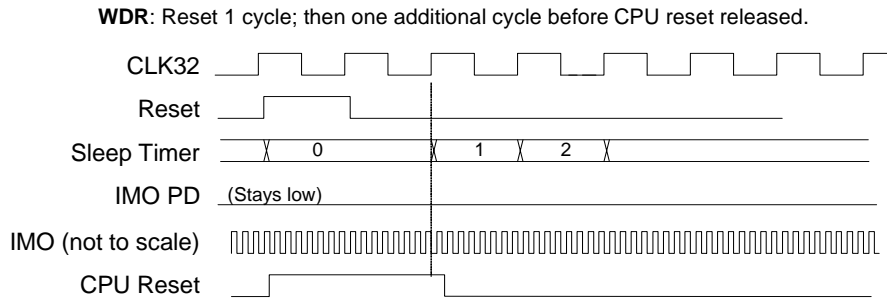 WDR: Reset 1 cycle; then one additional cycle before CPU reset released.
CLK32
Reset
Sleep Timer 0 1 2
IMO PD (Stays low)
IMO (not to scale)
CPU Reset